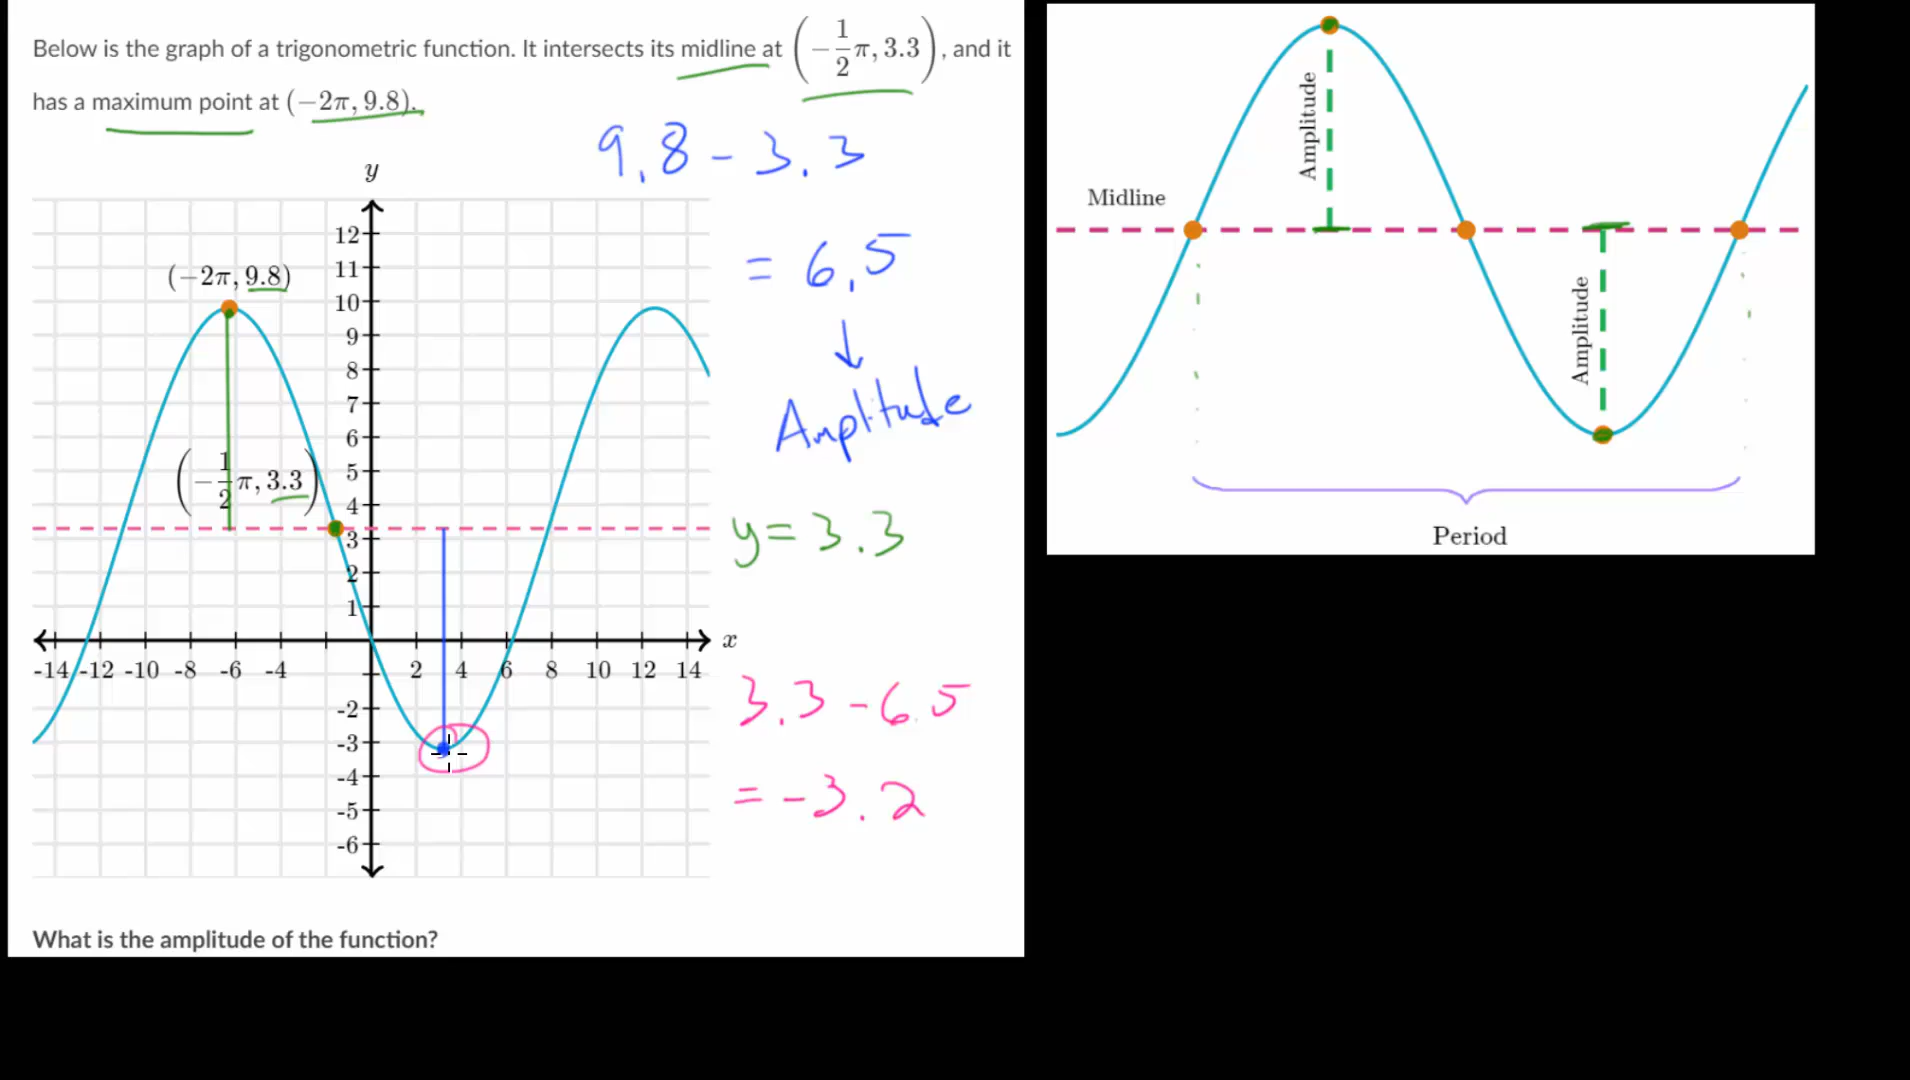 Below is the graph of a trigonometric function. It intersects its midline at (−1/2π, 3.3), and it
has a maximum point at (−2π, 9.8).
9.8 - 3.3
= 6.5
↓
Amplitude
y = 3.3
3.3 - 6.5
= -3.2
y
12
11
10
9
8
7
6
5
4
3
2
1
-2
-3
-4
-5
-6
(−2π, 9.8)
(−1/2π, 3.3)
-14 -12 -10 -8 -6 -4 2 4 6 8 10 12 14
x
What is the amplitude of the function?
Midline
Amplitude
Amplitude
Period